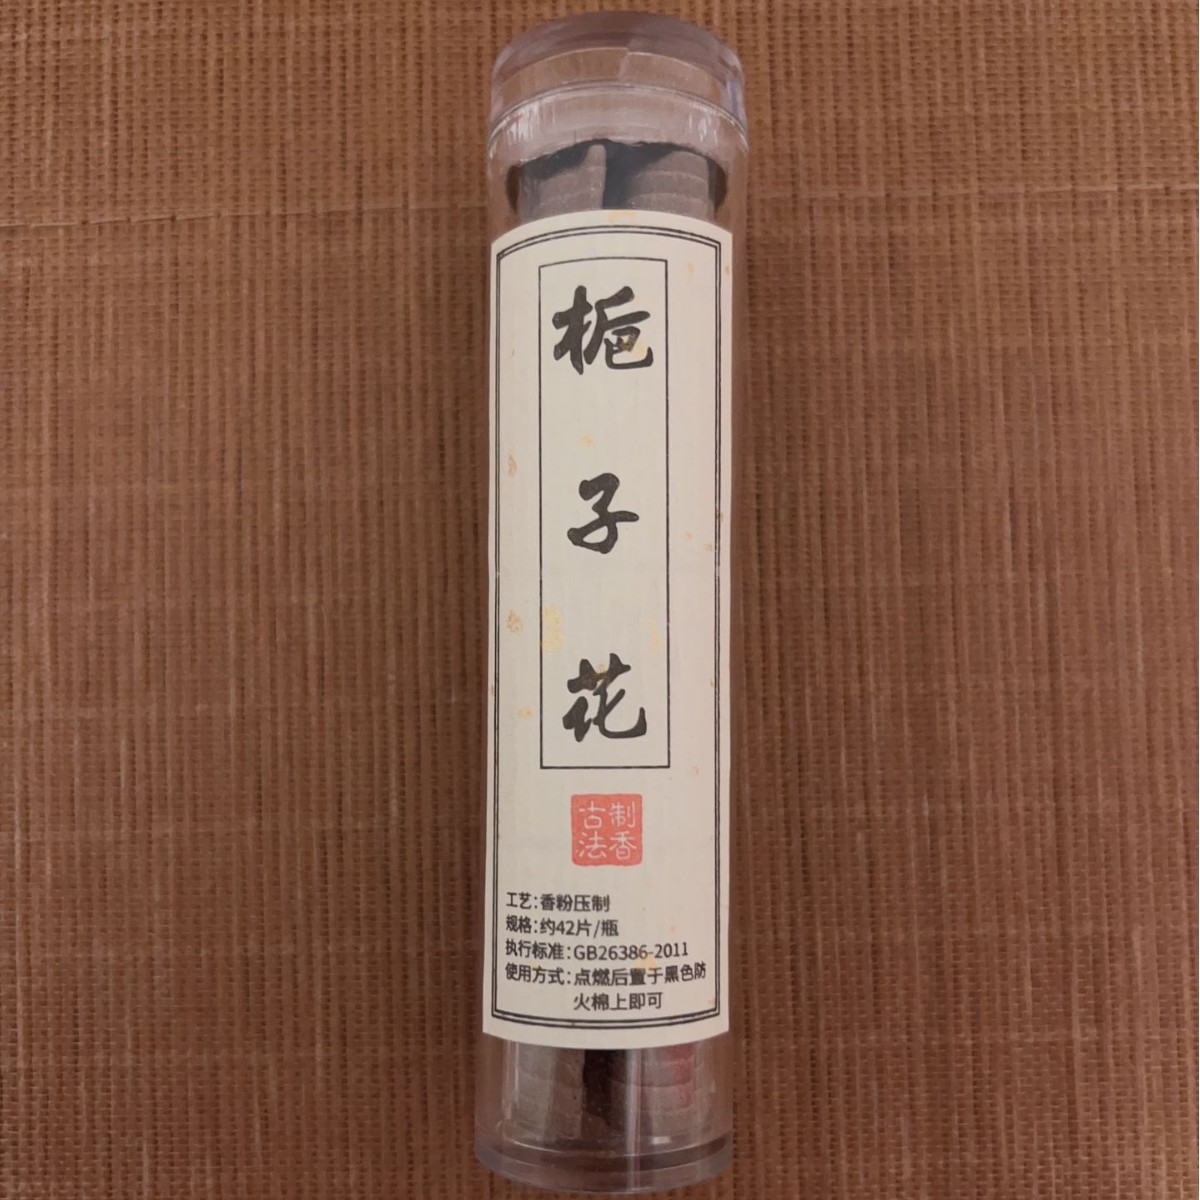 栀子花
古制
法香
工艺:香粉压制
规格:约42片/瓶
执行标准:GB26386-2011
使用方式:点燃后置于黑色防
火棉上即可